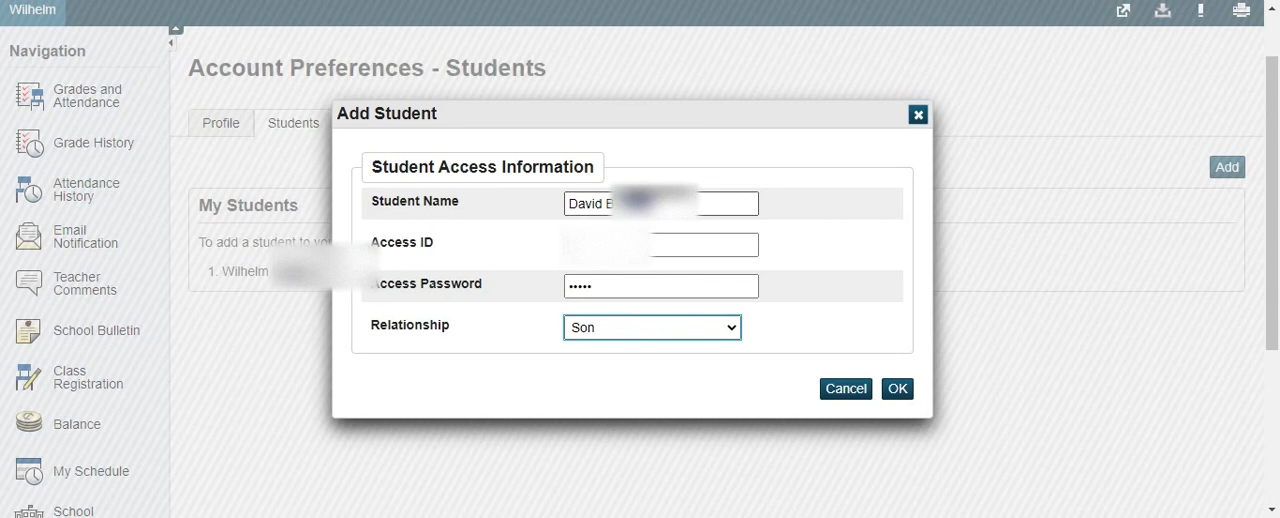 Wilhelm
Navigation
Grades and
Attendance
Grade History
Attendance
History
Email
Notification
Teacher
Comments
School Bulletin
Class
Registration
Balance
My Schedule
School
Account Preferences - Students
Profile
Students
Add
My Students
To add a student to
1. Wilhelm
Add Student
Student Access Information
Student Name
David B
Access ID
Access Password
•••••
Relationship
Son
Cancel
OK